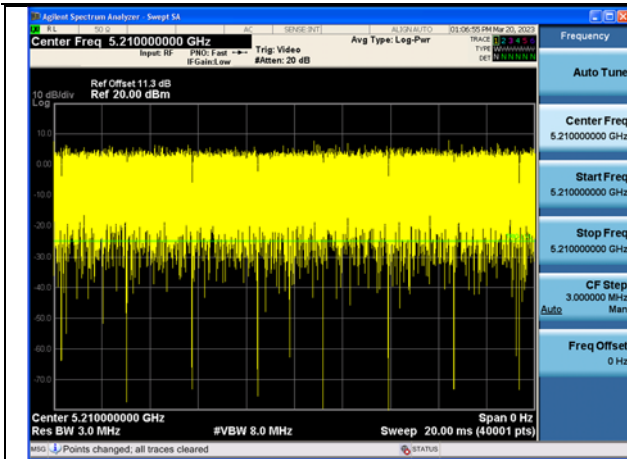 Agilent Spectrum Analyzer - Swept SA
RL 50 Ω AC SENSE:INT ALIGN AUTO 01:06:55 PM Mar 20, 2023
Center Freq 5.210000000 GHz
Input: RF PNO: Fast Trig: Video
IFGain:Low #Atten: 20 dB
Avg Type: Log-Pwr
TRACE 1 2 3 4 5 6
TYPE
DET N N N N N N
Ref Offset 11.3 dB
10 dB/div Ref 20.00 dBm
Log
10.0
0.00
-10.0
-20.0
-30.0
-40.0
-50.0
-60.0
-70.0
Center 5.210000000 GHz Span 0 Hz
Res BW 3.0 MHz #VBW 8.0 MHz Sweep 20.00 ms (40001 pts)
MSG Points changed; all traces cleared STATUS
Frequency
Auto Tune
Center Freq
5.210000000 GHz
Start Freq
5.210000000 GHz
Stop Freq
5.210000000 GHz
CF Step
3.000000 MHz
Auto Man
Freq Offset
0 Hz